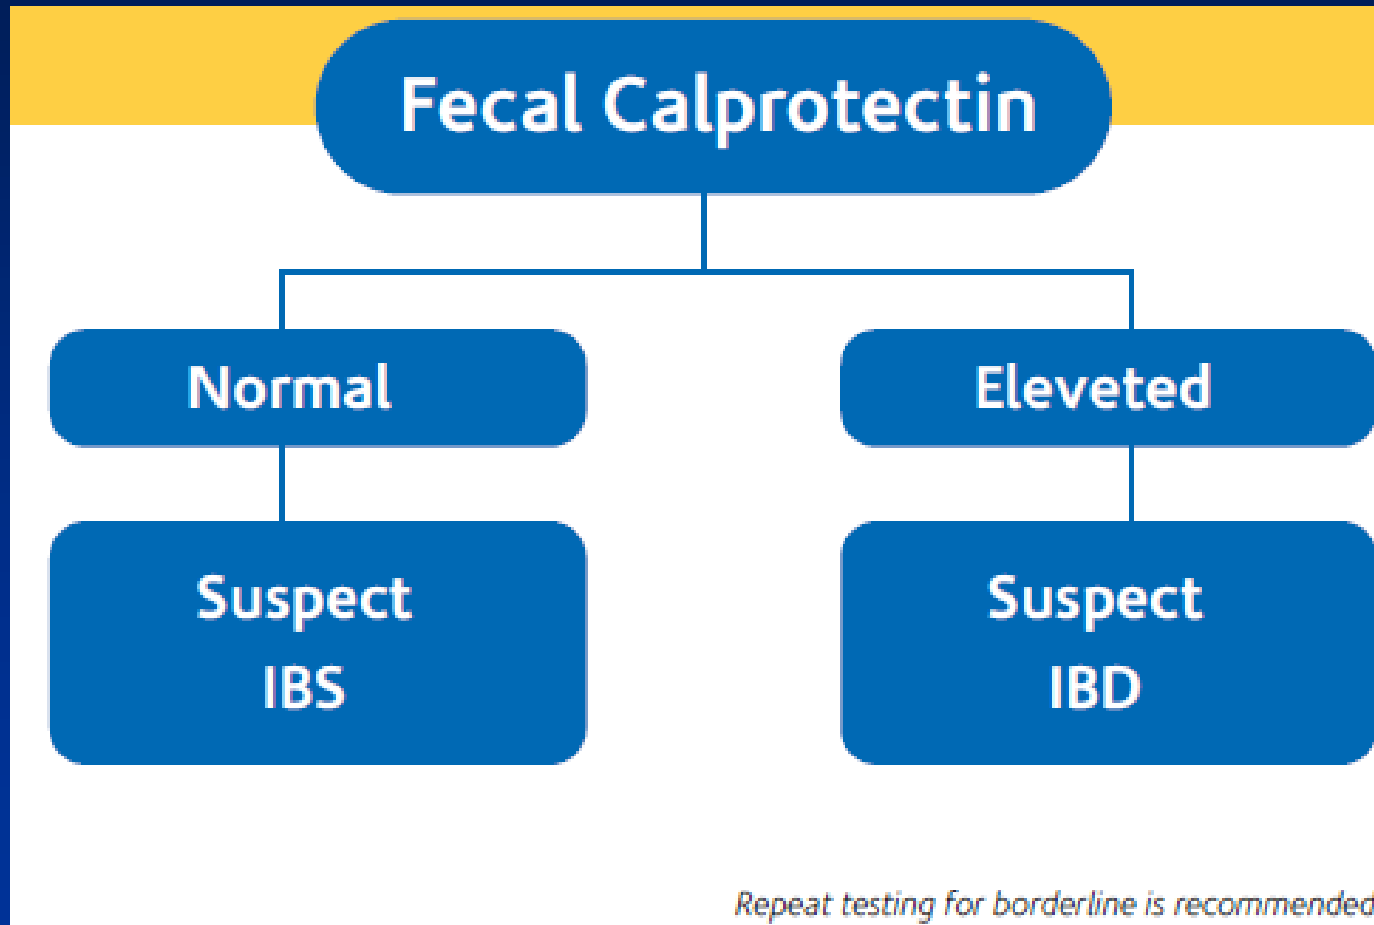 Fecal Calprotectin
Normal
Eleveted
Suspect
IBS
Suspect
IBD
Repeat testing for borderline is recommended